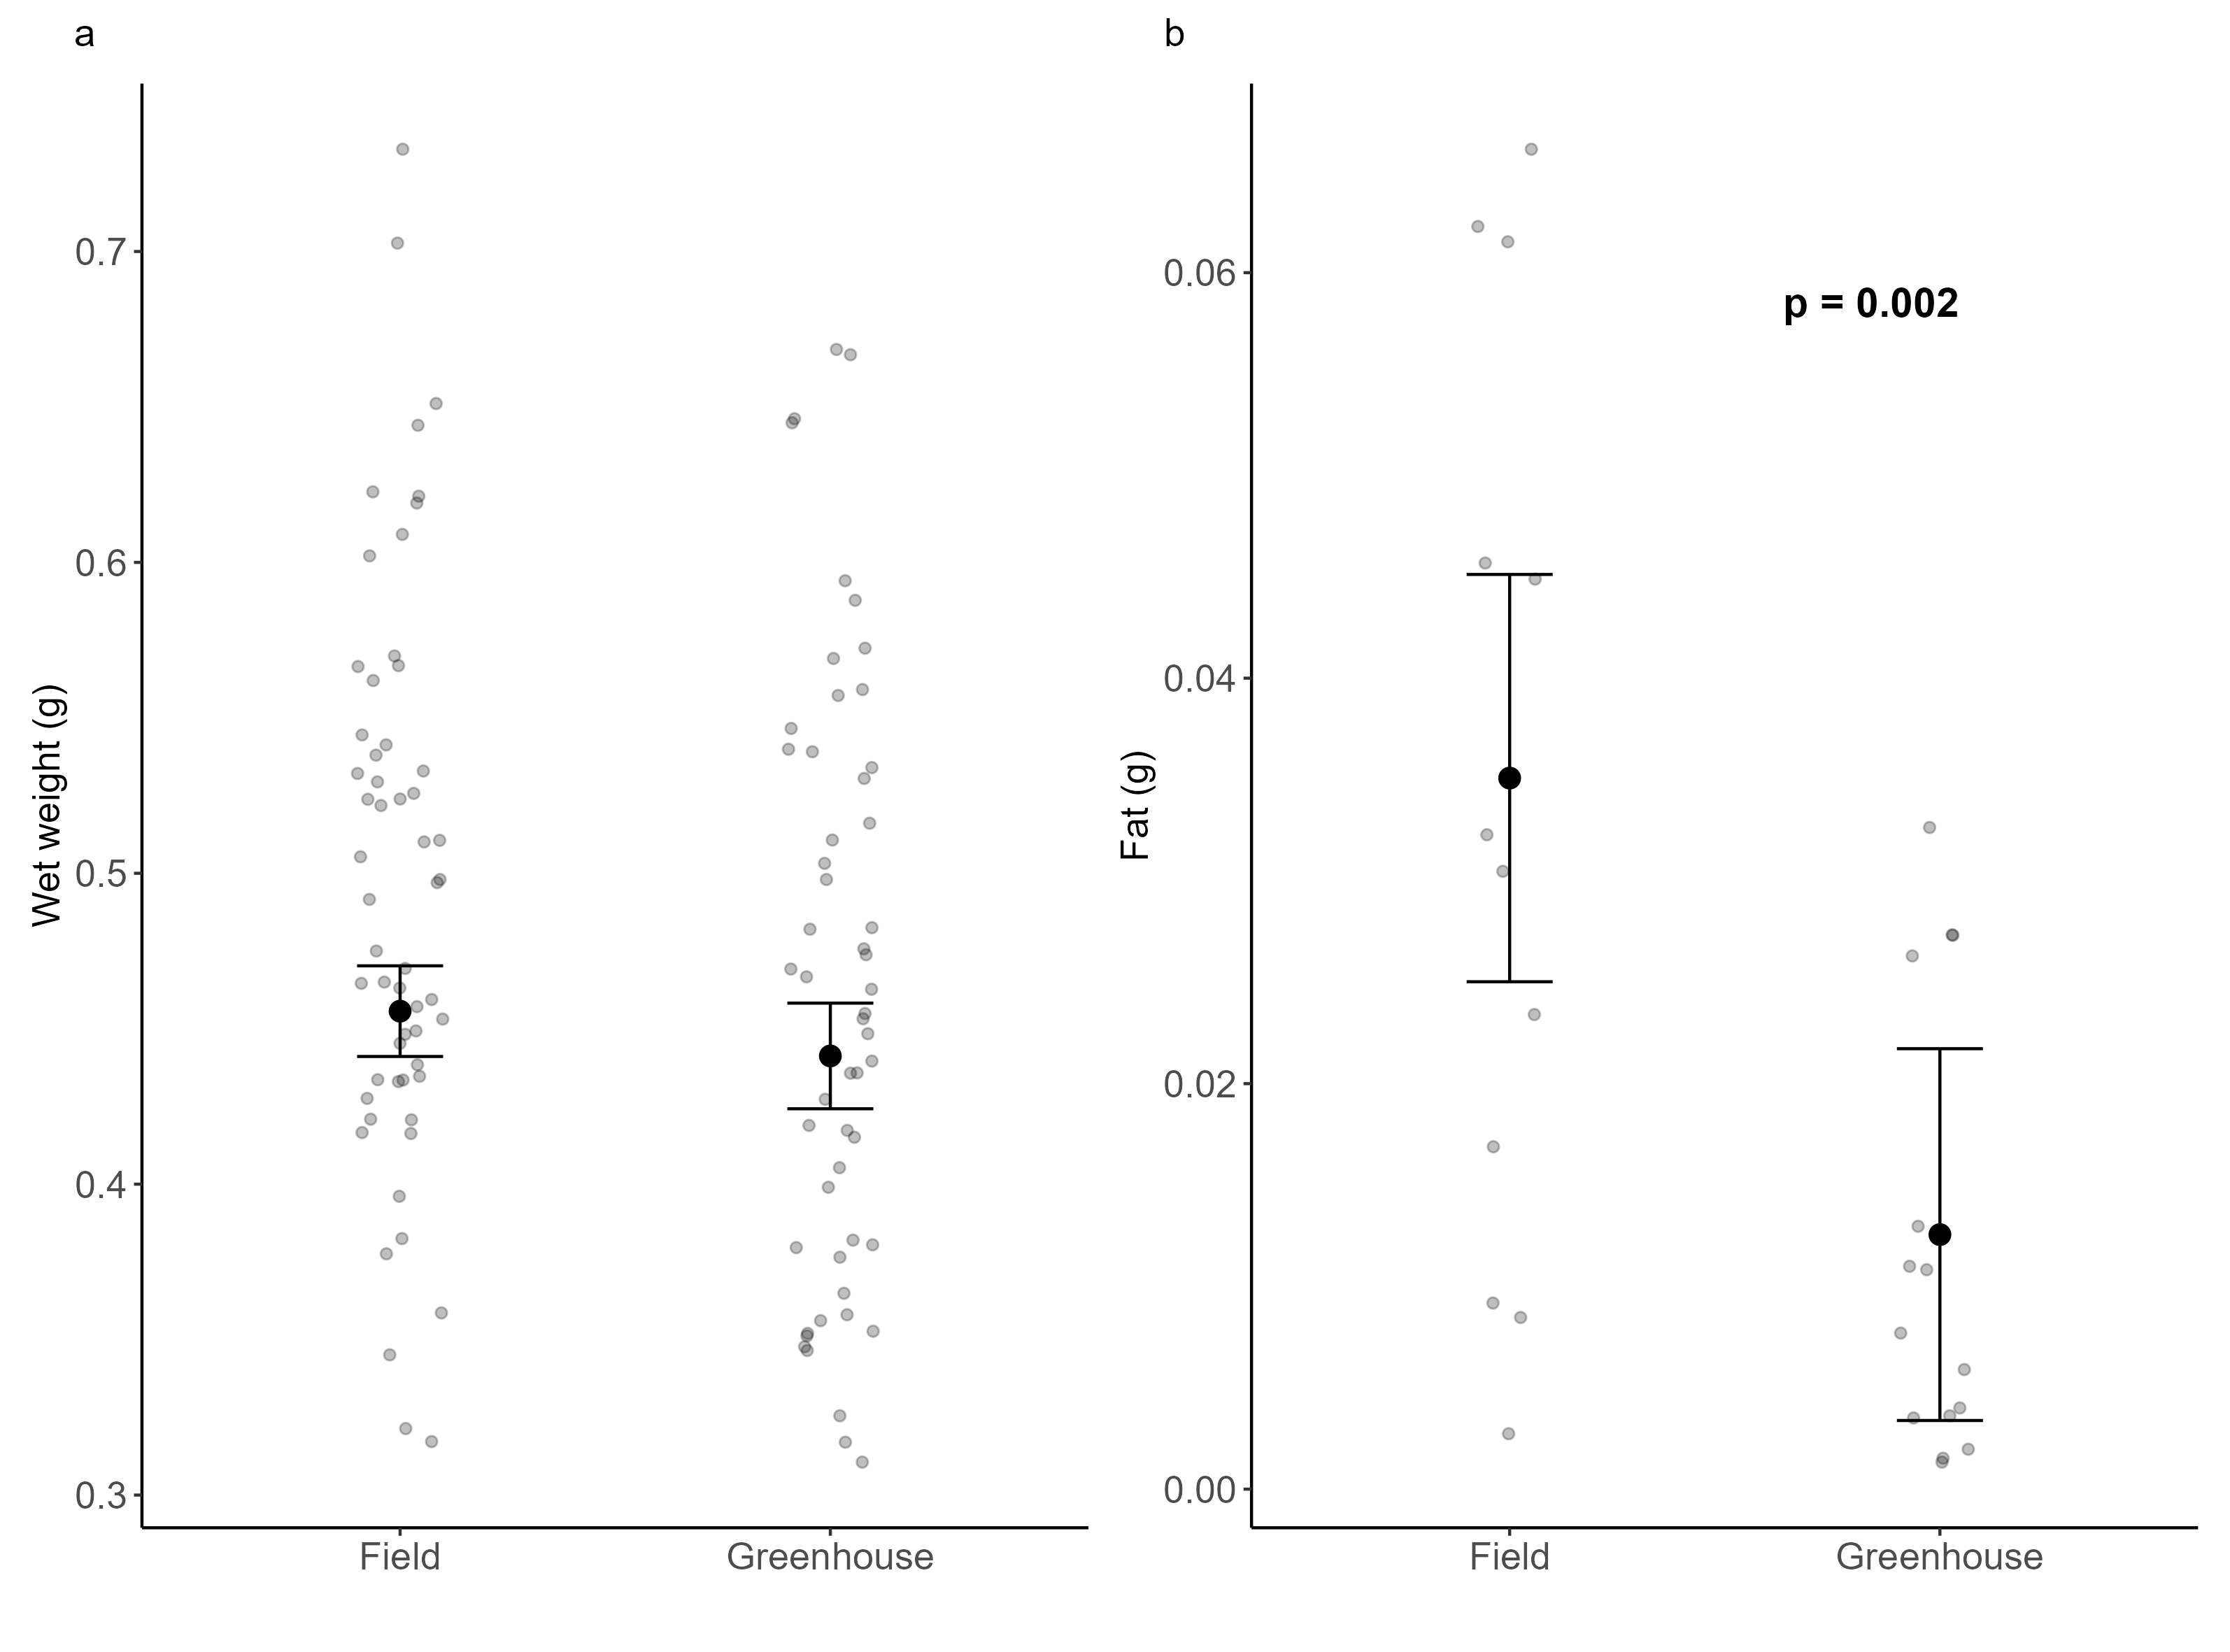 a
Wet weight (g)
0.7
0.6
0.5
0.4
0.3
Field
Greenhouse
b
Fat (g)
0.06
0.04
0.02
0.00
p = 0.002
Field
Greenhouse